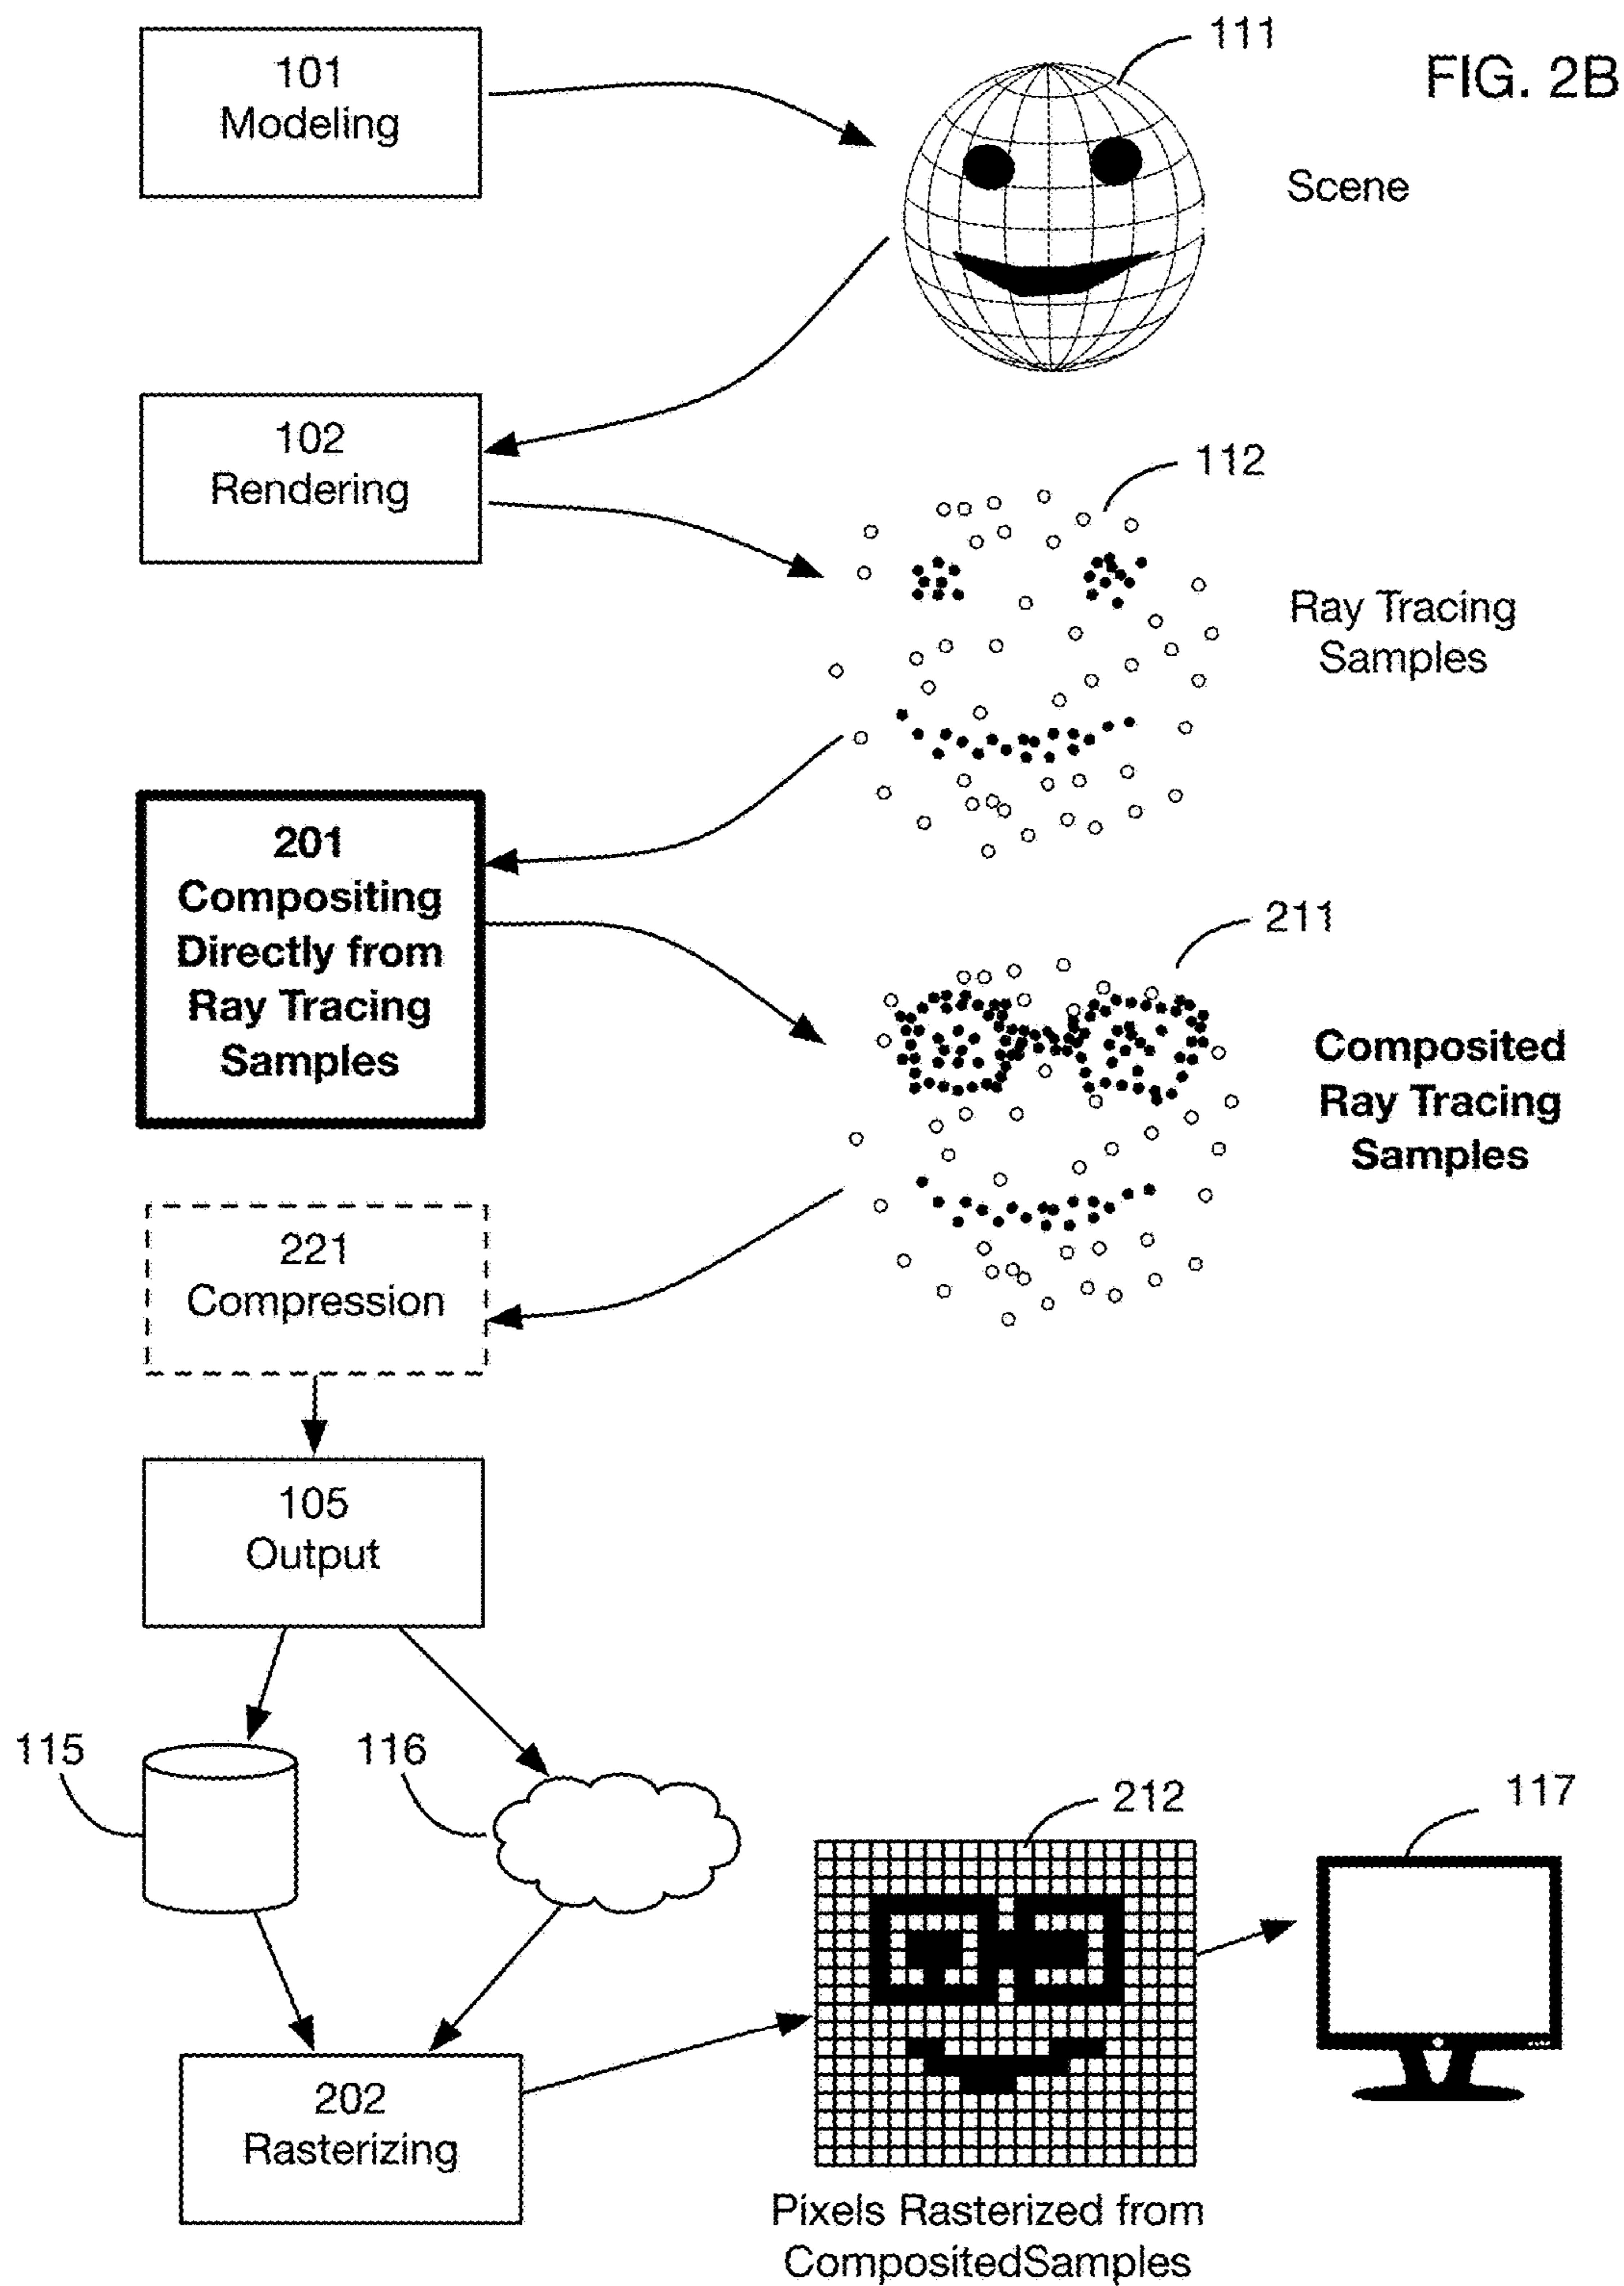 111
FIG. 2B
101
Modeling
Scene
102
Rendering
112
Ray Tracing
Samples
201
Compositing
Directly from
Ray Tracing
Samples
211
Composited
Ray Tracing
Samples
221
Compression
105
Output
115
116
212
117
202
Rasterizing
Pixels Rasterized from
CompositedSamples